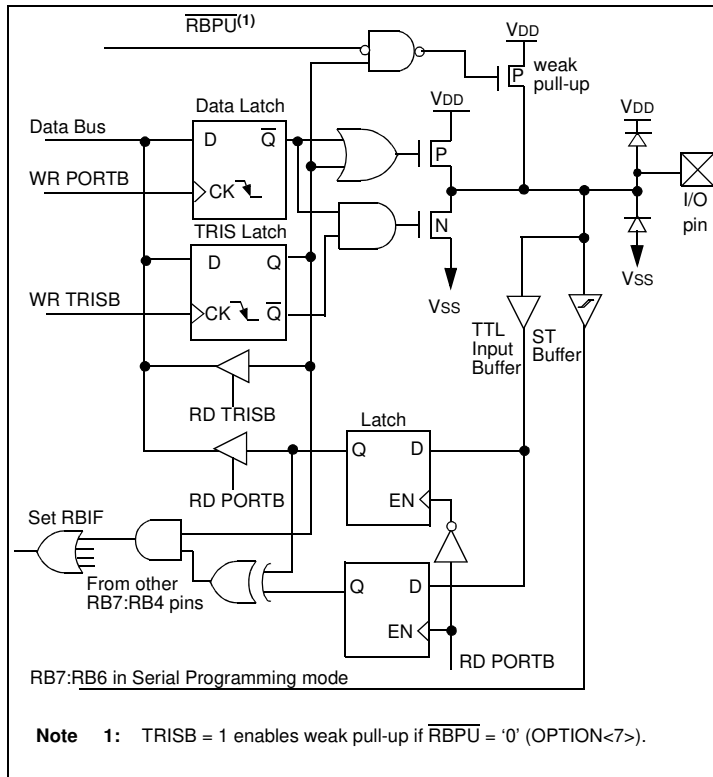 R̅B̅P̅U̅(1)
VDD
weak
pull-up
P
Data Latch
VDD
VDD
Data Bus
D
Q̅
P
WR PORTB
CK
I/O
pin
TRIS Latch
N
D
Q
VSS
WR TRISB
CK
Q̅
VSS
TTL
Input
Buffer
ST
Buffer
RD TRISB
Latch
Q
D
RD PORTB
EN
Set RBIF
From other
RB7:RB4 pins
Q
D
EN
RD PORTB
RB7:RB6 in Serial Programming mode
Note 1: TRISB = 1 enables weak pull-up if R̅B̅P̅U̅ = ‘0’ (OPTION<7>).